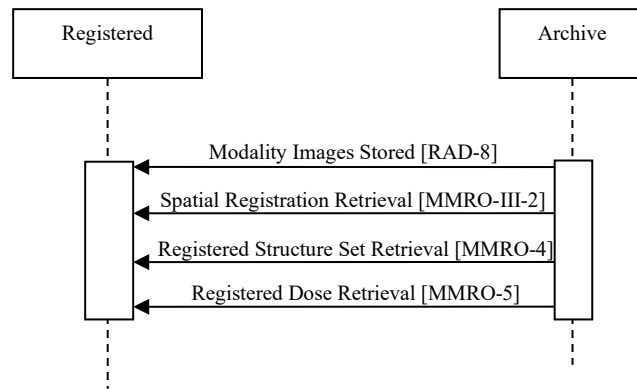 Registered
Archive
Modality Images Stored [RAD-8]
Spatial Registration Retrieval [MMRO-III-2]
Registered Structure Set Retrieval [MMRO-4]
Registered Dose Retrieval [MMRO-5]